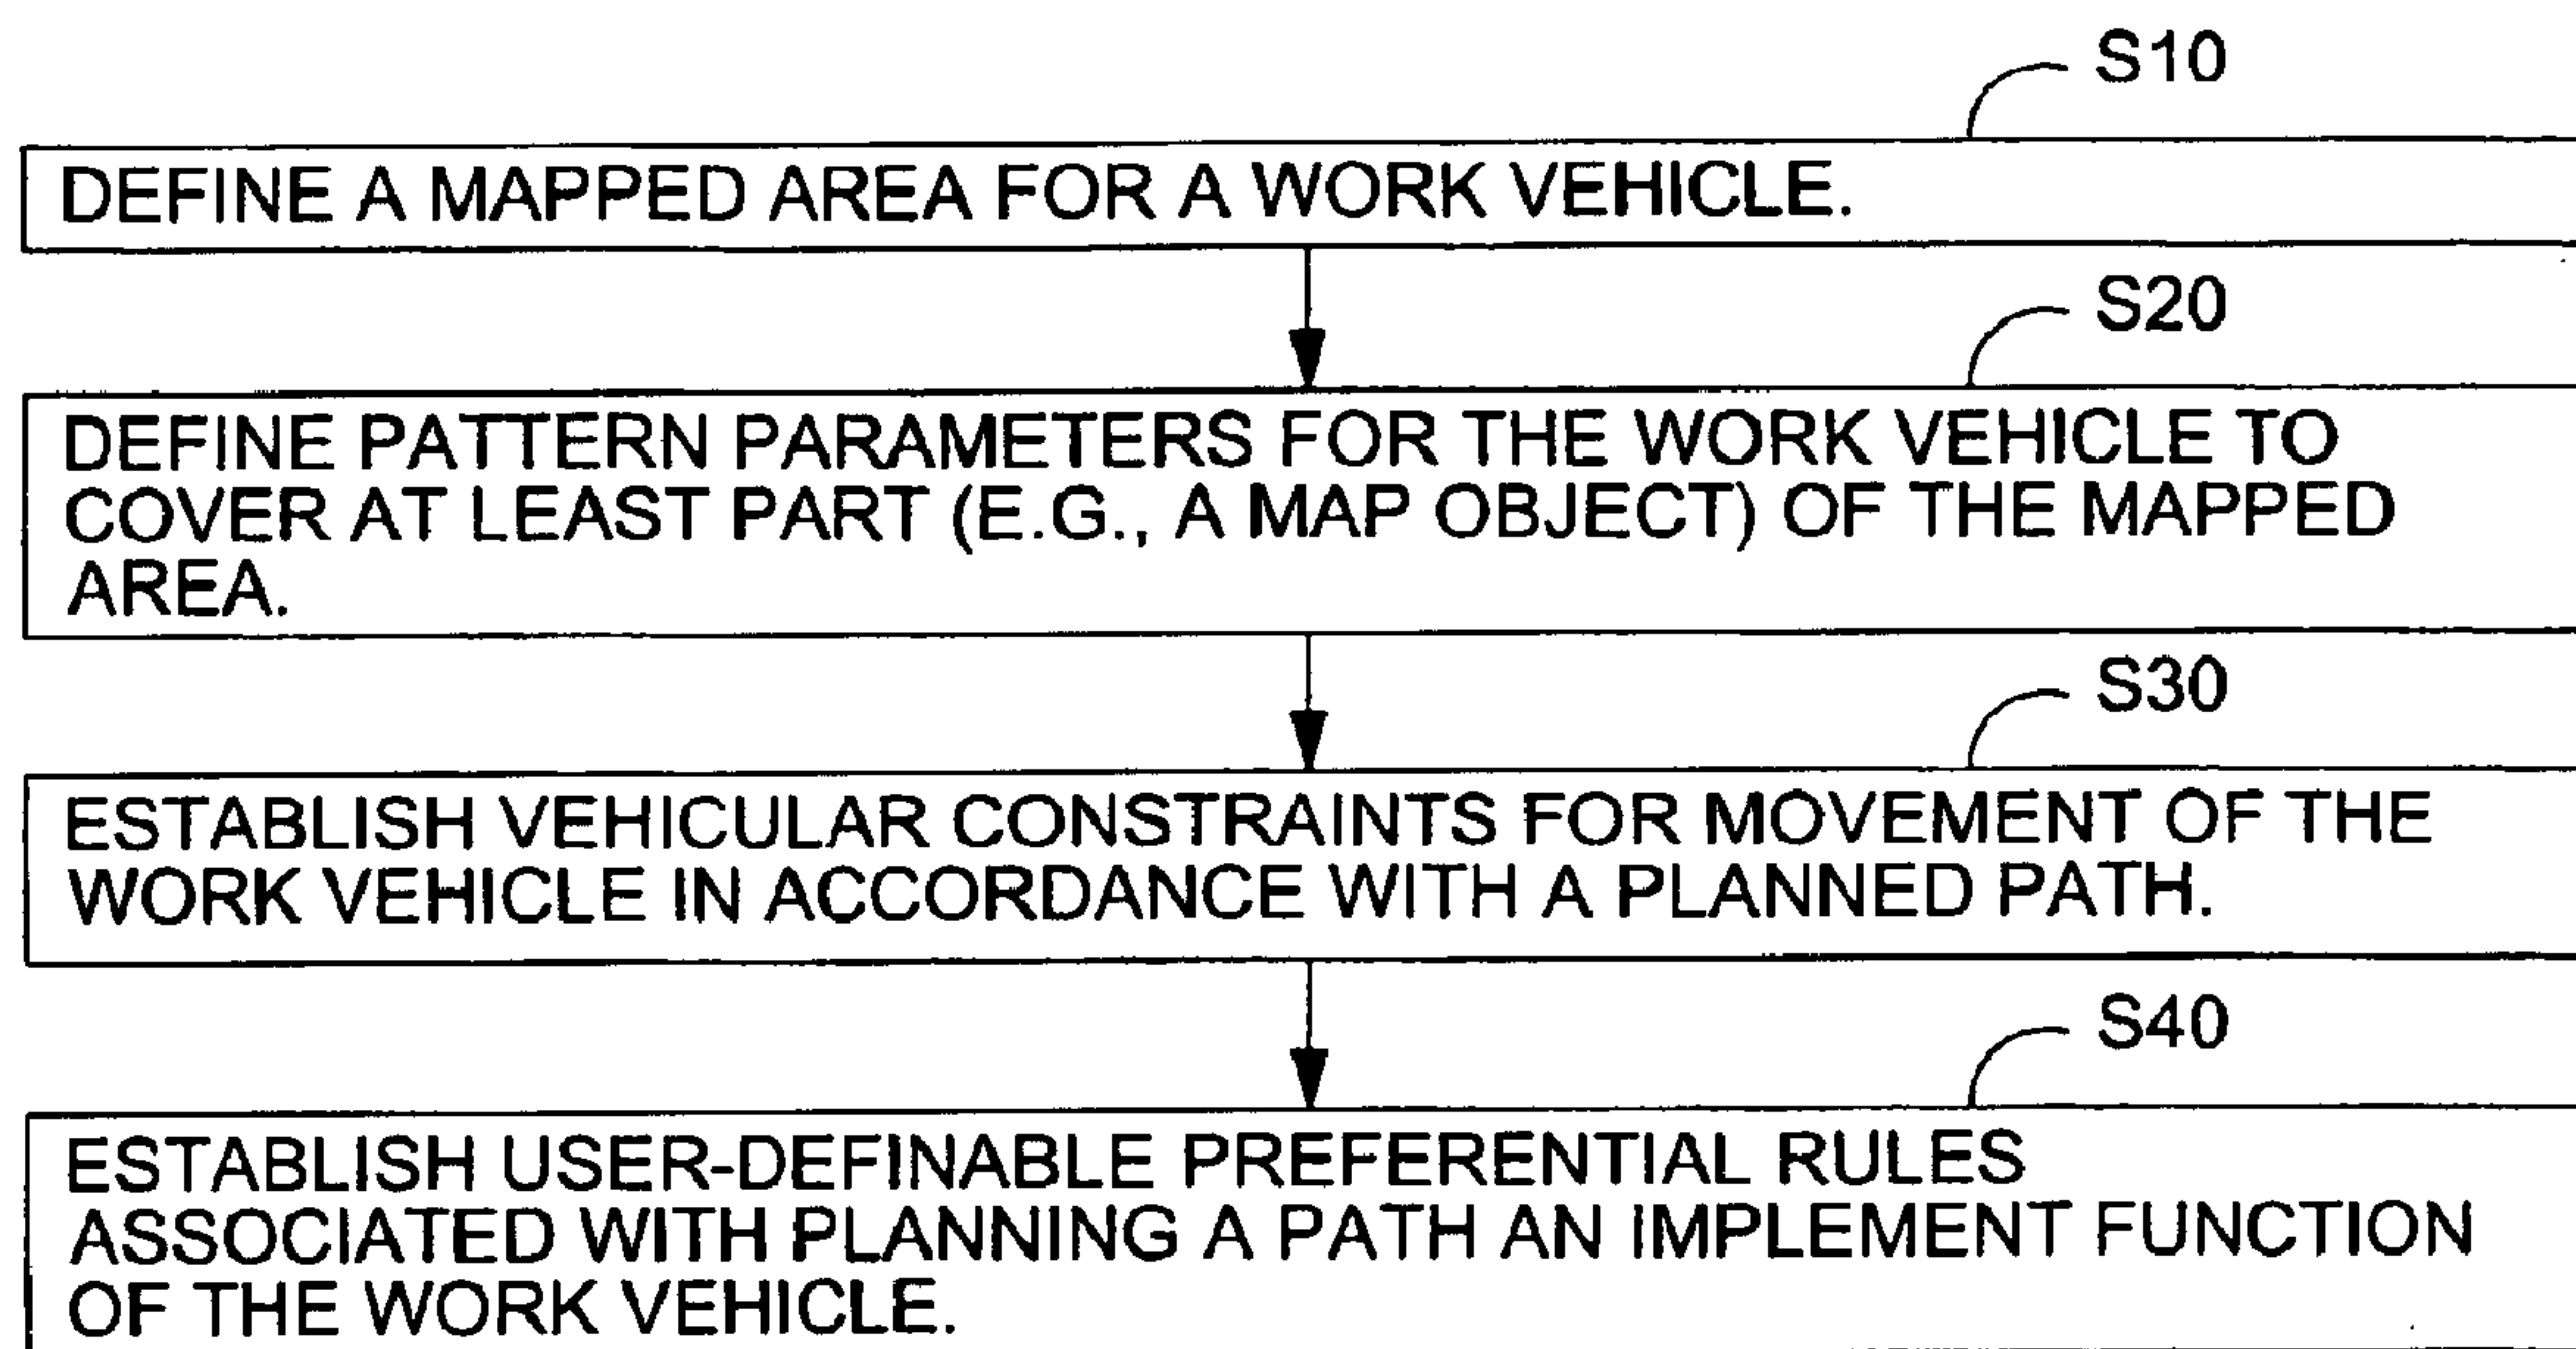 S10
DEFINE A MAPPED AREA FOR A WORK VEHICLE.
S20
DEFINE PATTERN PARAMETERS FOR THE WORK VEHICLE TO
COVER AT LEAST PART (E.G., A MAP OBJECT) OF THE MAPPED
AREA.
S30
ESTABLISH VEHICULAR CONSTRAINTS FOR MOVEMENT OF THE
WORK VEHICLE IN ACCORDANCE WITH A PLANNED PATH.
S40
ESTABLISH USER-DEFINABLE PREFERENTIAL RULES
ASSOCIATED WITH PLANNING A PATH AN IMPLEMENT FUNCTION
OF THE WORK VEHICLE.